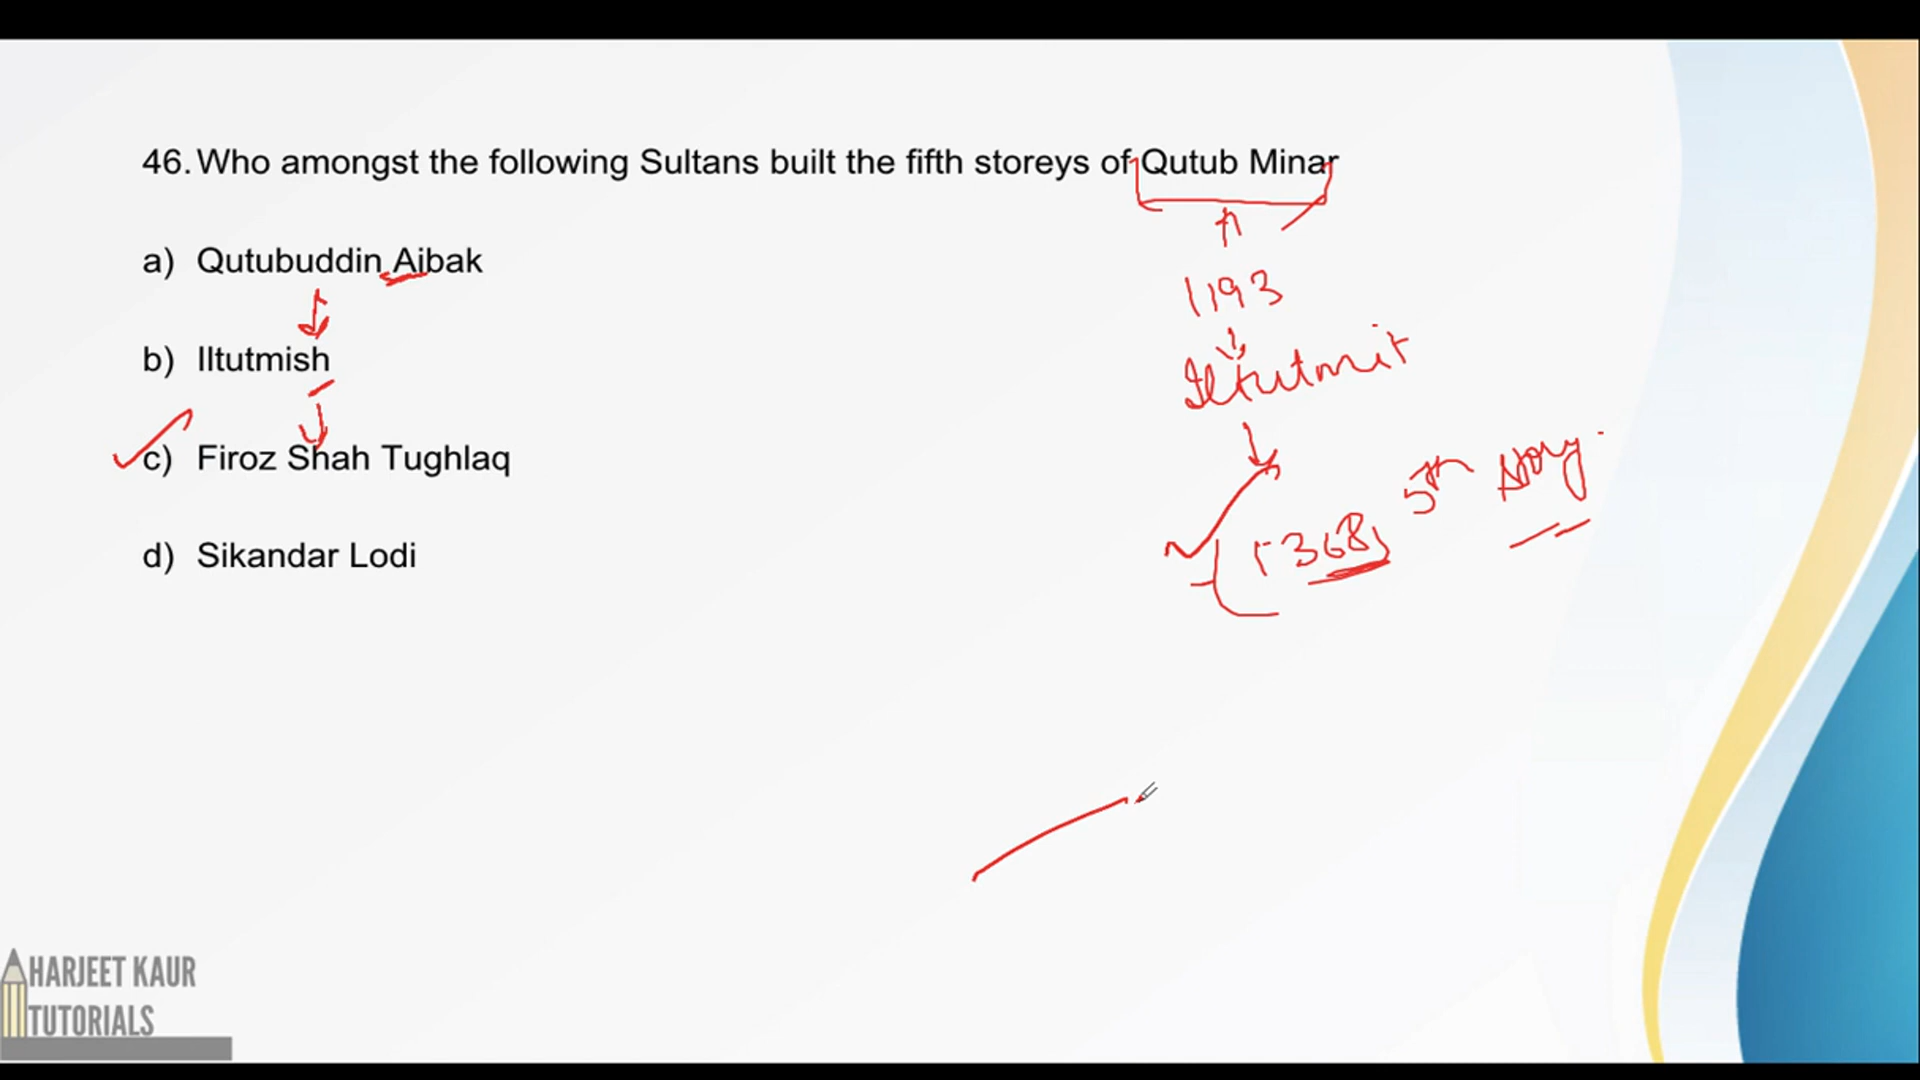 46. Who amongst the following Sultans built the fifth storeys of Qutub Minar
a) Qutubuddin Aibak
1193
b) Iltutmish
Iltutmit
c) Firoz Shah Tughlaq
5th story.
1368
d) Sikandar Lodi
HARJEET KAUR
TUTORIALS